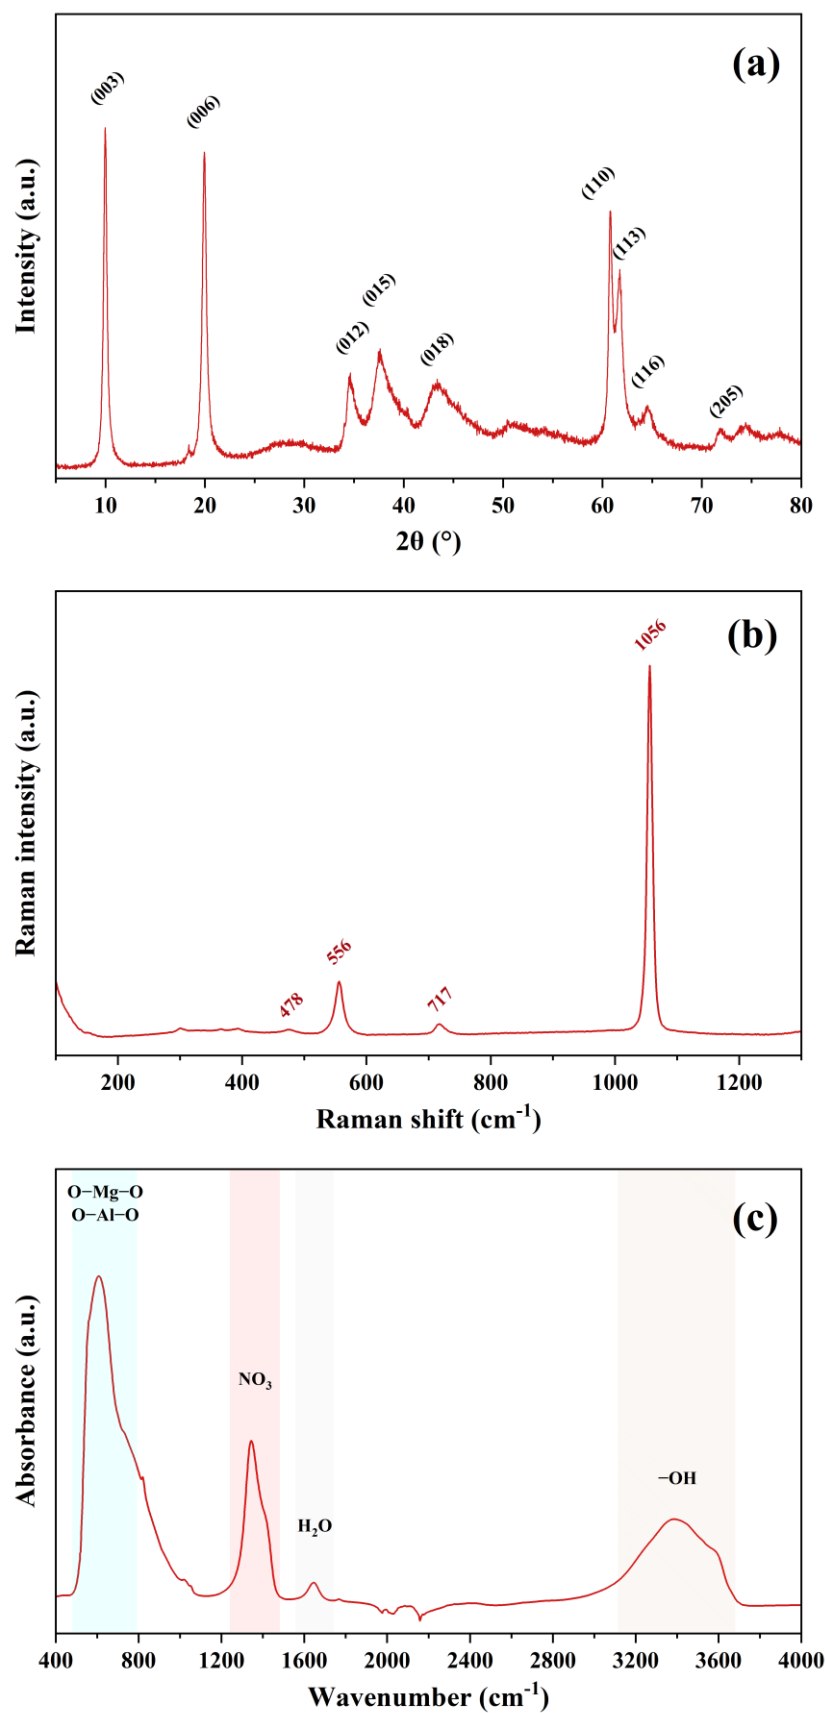 (a)
(003)
(006)
(012)
(015)
(018)
(110)
(113)
(116)
(205)
Intensity (a.u.)
10 20 30 40 50 60 70 80
2θ (°)
(b)
1056
556
478
717
Raman intensity (a.u.)
200 400 600 800 1000 1200
Raman shift (cm⁻¹)
(c)
O−Mg−O
O−Al−O
NO₃
H₂O
−OH
Absorbance (a.u.)
400 800 1200 1600 2000 2400 2800 3200 3600 4000
Wavenumber (cm⁻¹)